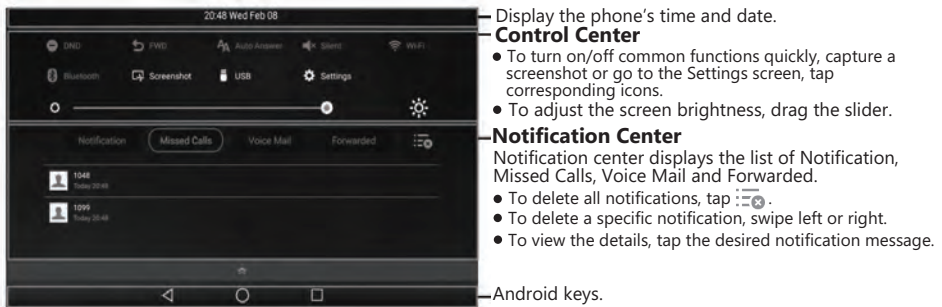 20:48 Wed Feb 08
DND FWD Auto Answer Silent Wi-Fi
Bluetooth Screenshot USB Settings
Notification Missed Calls Voice Mail Forwarded
1048
Today 20:48
1099
Today 20:48
Display the phone's time and date.
Control Center
• To turn on/off common functions quickly, capture a
screenshot or go to the Settings screen, tap
corresponding icons.
• To adjust the screen brightness, drag the slider.
Notification Center
Notification center displays the list of Notification,
Missed Calls, Voice Mail and Forwarded.
• To delete all notifications, tap .
• To delete a specific notification, swipe left or right.
• To view the details, tap the desired notification message.
Android keys.